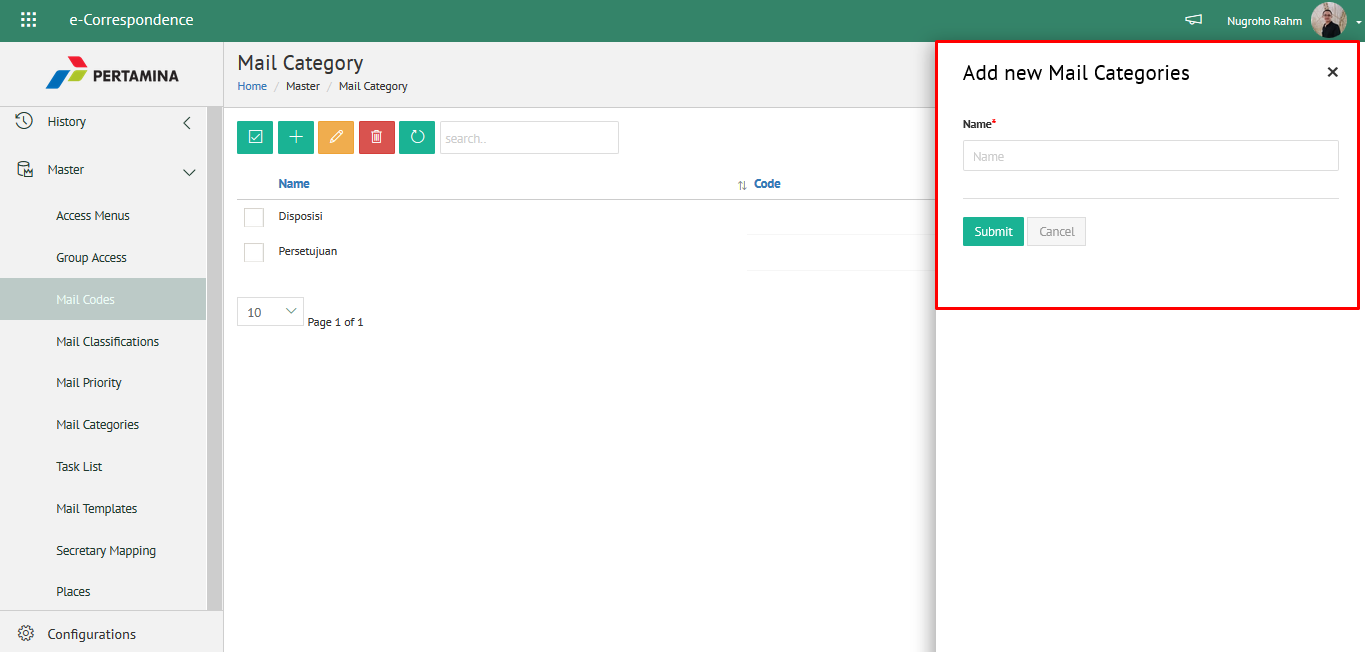 e-Correspondence
Nugroho Rahm
PERTAMINA
History
Master
Access Menus
Group Access
Mail Codes
Mail Classifications
Mail Priority
Mail Categories
Task List
Mail Templates
Secretary Mapping
Places
Configurations
Mail Category
Home / Master / Mail Category
search..
Name Code
Disposisi
Persetujuan
10 Page 1 of 1
Add new Mail Categories ×
Name*
Name
Submit Cancel